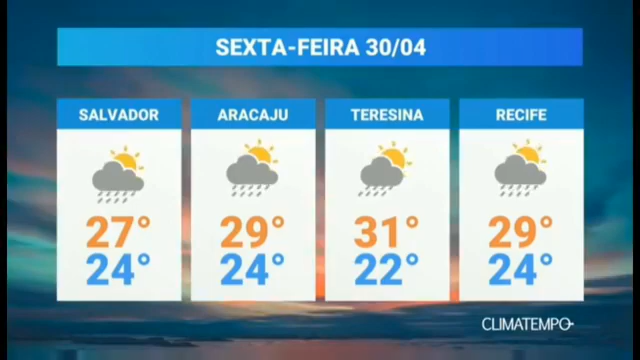 SEXTA-FEIRA 30/04
SALVADOR
27°
24°
ARACAJU
29°
24°
TERESINA
31°
22°
RECIFE
29°
24°
CLIMATEMPO